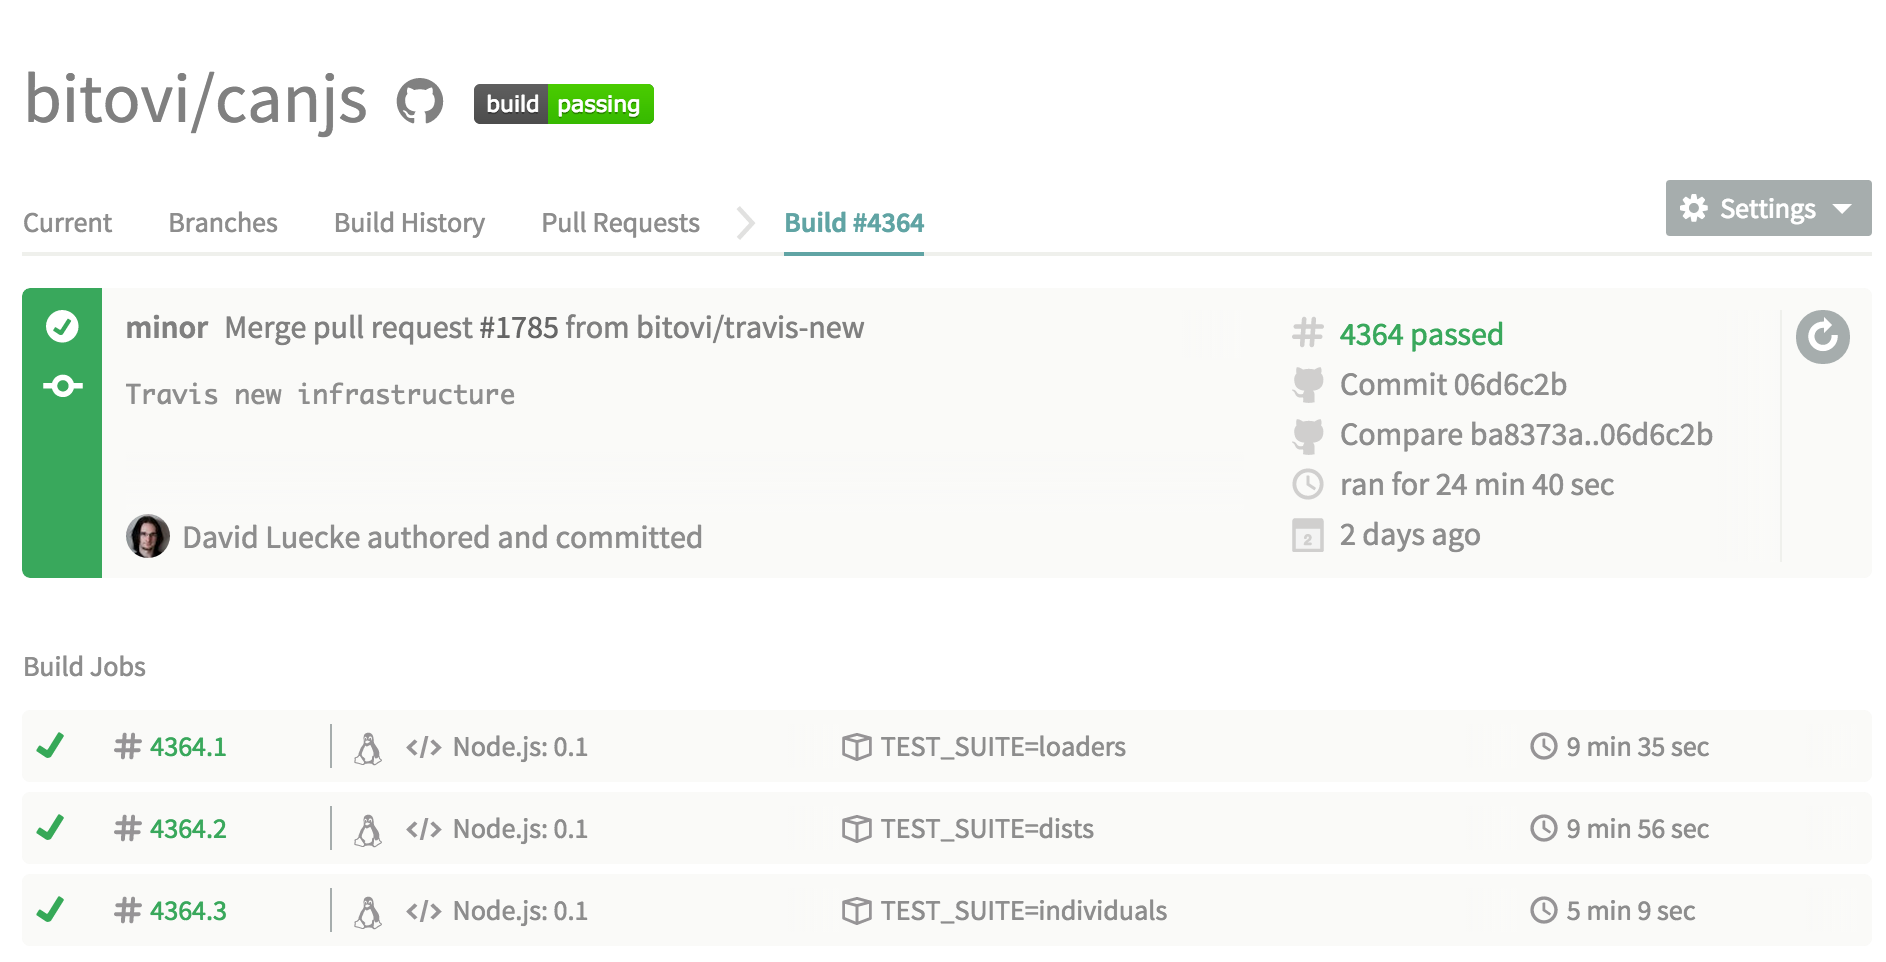 bitovi/canjs build passing
Current Branches Build History Pull Requests Build #4364 Settings
minor Merge pull request #1785 from bitovi/travis-new
Travis new infrastructure
David Luecke authored and committed
# 4364 passed
Commit 06d6c2b
Compare ba8373a..06d6c2b
ran for 24 min 40 sec
2 2 days ago
Build Jobs
# 4364.1 </> Node.js: 0.1 TEST_SUITE=loaders 9 min 35 sec
# 4364.2 </> Node.js: 0.1 TEST_SUITE=dists 9 min 56 sec
# 4364.3 </> Node.js: 0.1 TEST_SUITE=individuals 5 min 9 sec